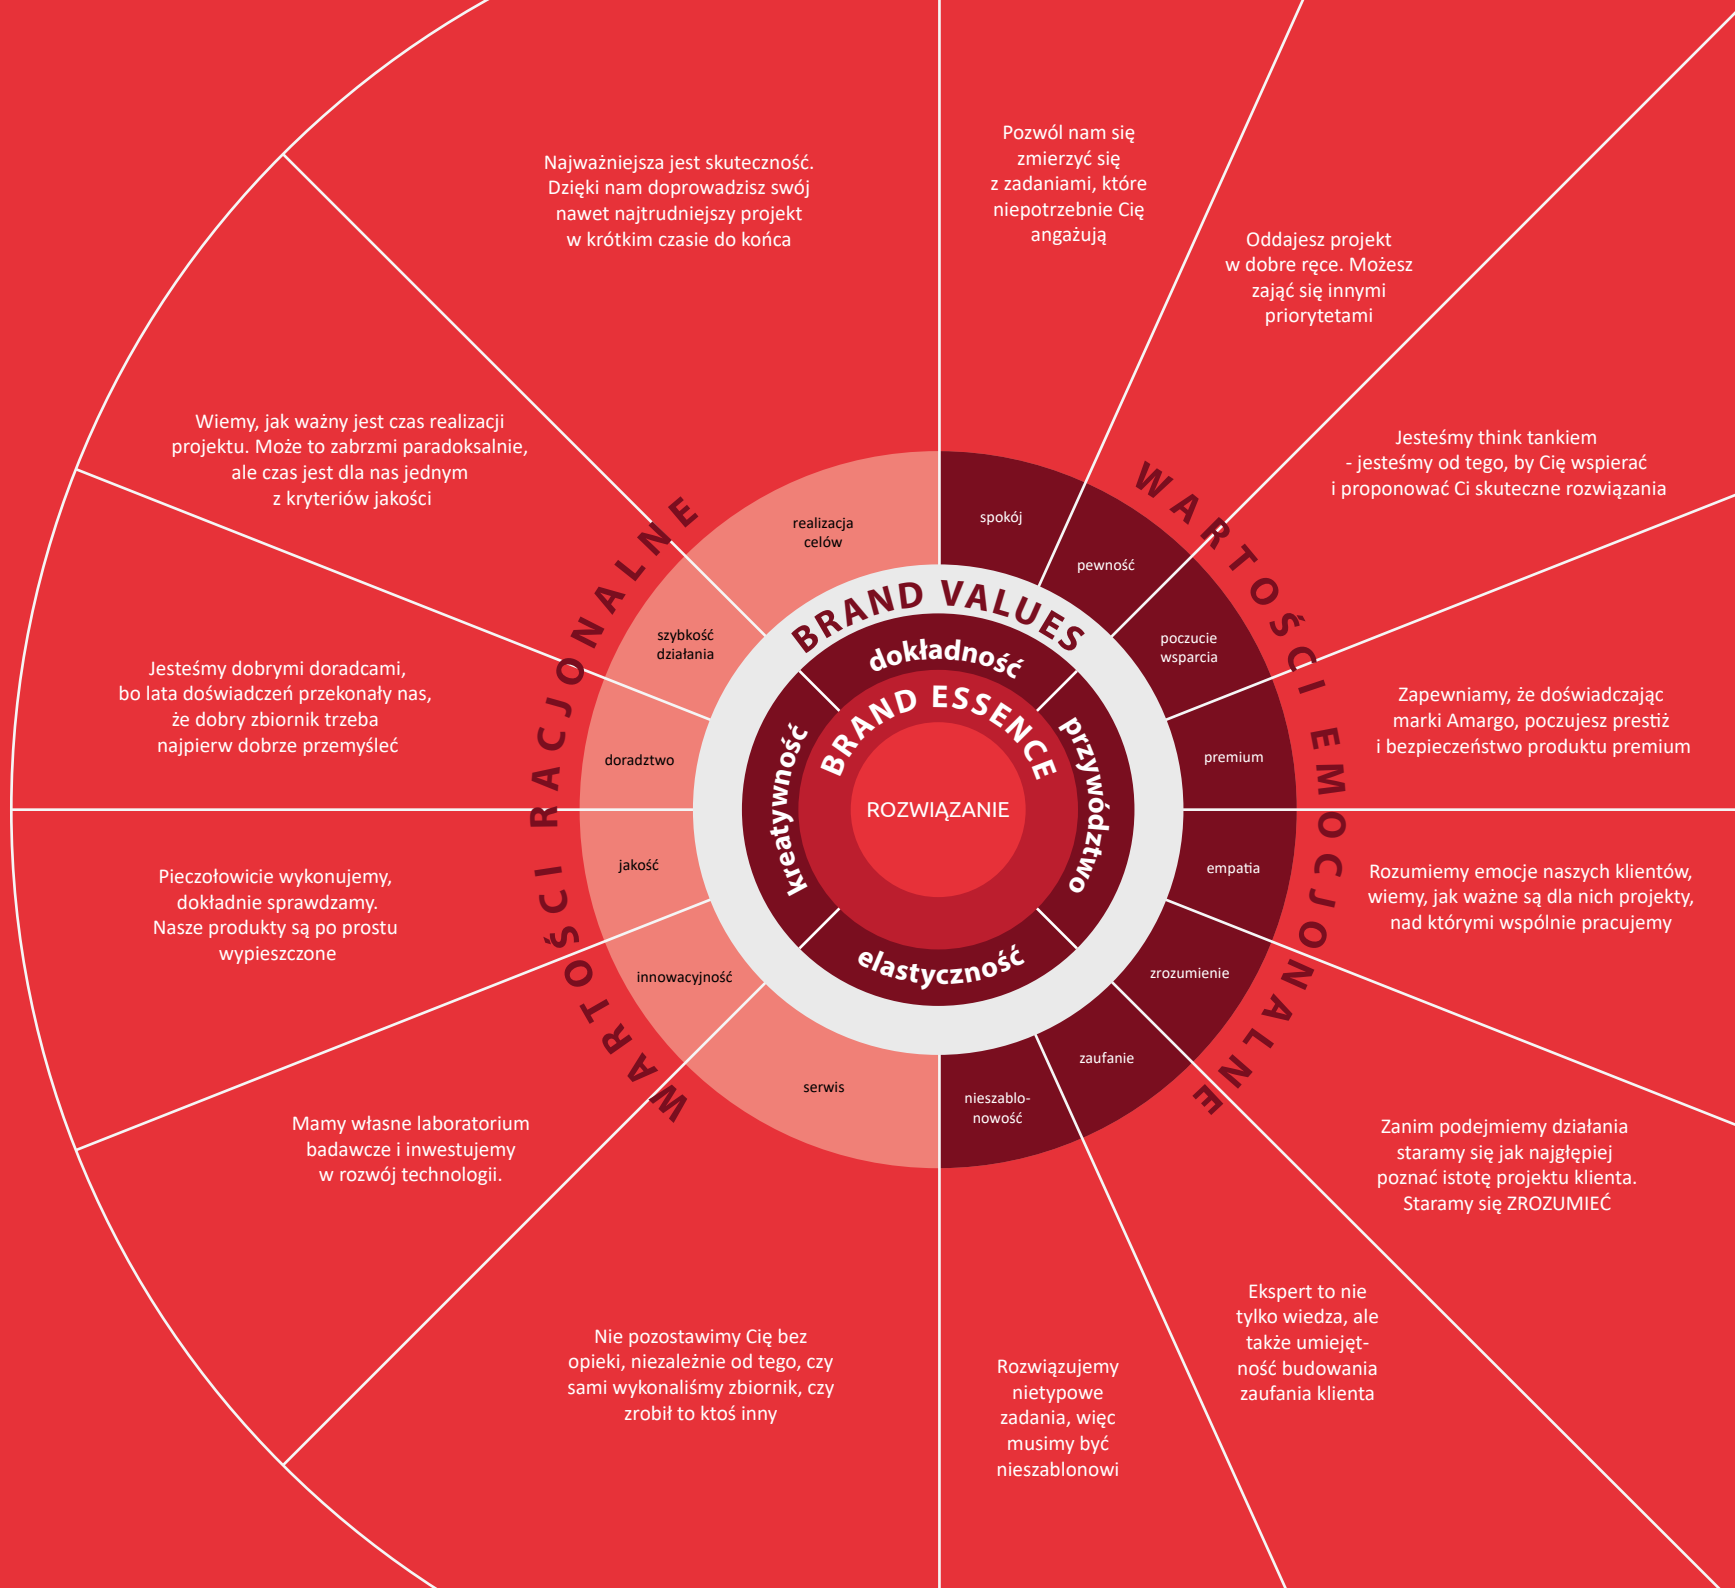 Najważniejsza jest skuteczność.
Dzięki nam doprowadzisz swój
nawet najtrudniejszy projekt
w krótkim czasie do końca
Pozwól nam się
zmierzyć się
z zadaniami, które
niepotrzebnie Cię
angażują
Oddajesz projekt
w dobre ręce. Możesz
zająć się innymi
priorytetami
Jesteśmy think tankiem
- jesteśmy od tego, by Cię wspierać
i proponować Ci skuteczne rozwiązania
Zapewniamy, że doświadczając
marki Amargo, poczujesz prestiż
i bezpieczeństwo produktu premium
Rozumiemy emocje naszych klientów,
wiemy, jak ważne są dla nich projekty,
nad którymi wspólnie pracujemy
Zanim podejmiemy działania
staramy się jak najgłępiej
poznać istotę projektu klienta.
Staramy się ZROZUMIEĆ
Ekspert to nie
tylko wiedza, ale
także umiejęt-
ność budowania
zaufania klienta
Rozwiązujemy
nietypowe
zadania, więc
musimy być
nieszablonowi
Nie pozostawimy Cię bez
opieki, niezależnie od tego, czy
sami wykonaliśmy zbiornik, czy
zrobił to ktoś inny
Mamy własne laboratorium
badawcze i inwestujemy
w rozwój technologii.
Pieczołowicie wykonujemy,
dokładnie sprawdzamy.
Nasze produkty są po prostu
wypieszczone
Jesteśmy dobrymi doradcami,
bo lata doświadczeń przekonały nas,
że dobry zbiornik trzeba
najpierw dobrze przemyśleć
Wiemy, jak ważny jest czas realizacji
projektu. Może to zabrzmi paradoksalnie,
ale czas jest dla nas jednym
z kryteriów jakości
WARTOŚCI RACJONALNE
WARTOŚCI EMOCJONALNE
realizacja
celów
szybkość
działania
doradztwo
jakość
innowacyjność
serwis
spokój
pewność
poczucie
wsparcia
premium
empatia
zrozumienie
zaufanie
nieszablo-
nowość
BRAND VALUES
dokładność
przywództwo
elastyczność
kreatywność
BRAND ESSENCE
ROZWIĄZANIE